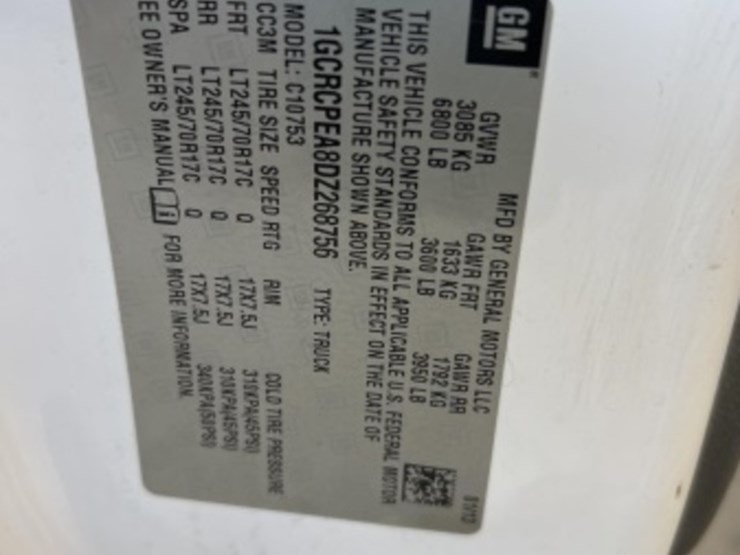 GM
MFD BY GENERAL MOTORS LLC
GVWR GAWR FRT GAWR RR
3085 KG 1633 KG 1792 KG
6800 LB 3600 LB 3950 LB
THIS VEHICLE CONFORMS TO ALL APPLICABLE U.S. FEDERAL MOTOR
VEHICLE SAFETY STANDARDS IN EFFECT ON THE DATE OF
MANUFACTURE SHOWN ABOVE.
1GCRCPEA8DZ268756 TYPE: TRUCK
MODEL: C10753
CC3M TIRE SIZE SPEED RTG RIM COLD TIRE PRESSURE
FRT LT245/70R17C Q 17X7.5J 310KPA(45PSI)
RR LT245/70R17C Q 17X7.5J 310KPA(45PSI)
SPA LT245/70R17C Q 17X7.5J 340KPA(50PSI)
EE OWNER'S MANUAL FOR MORE INFORMATION.